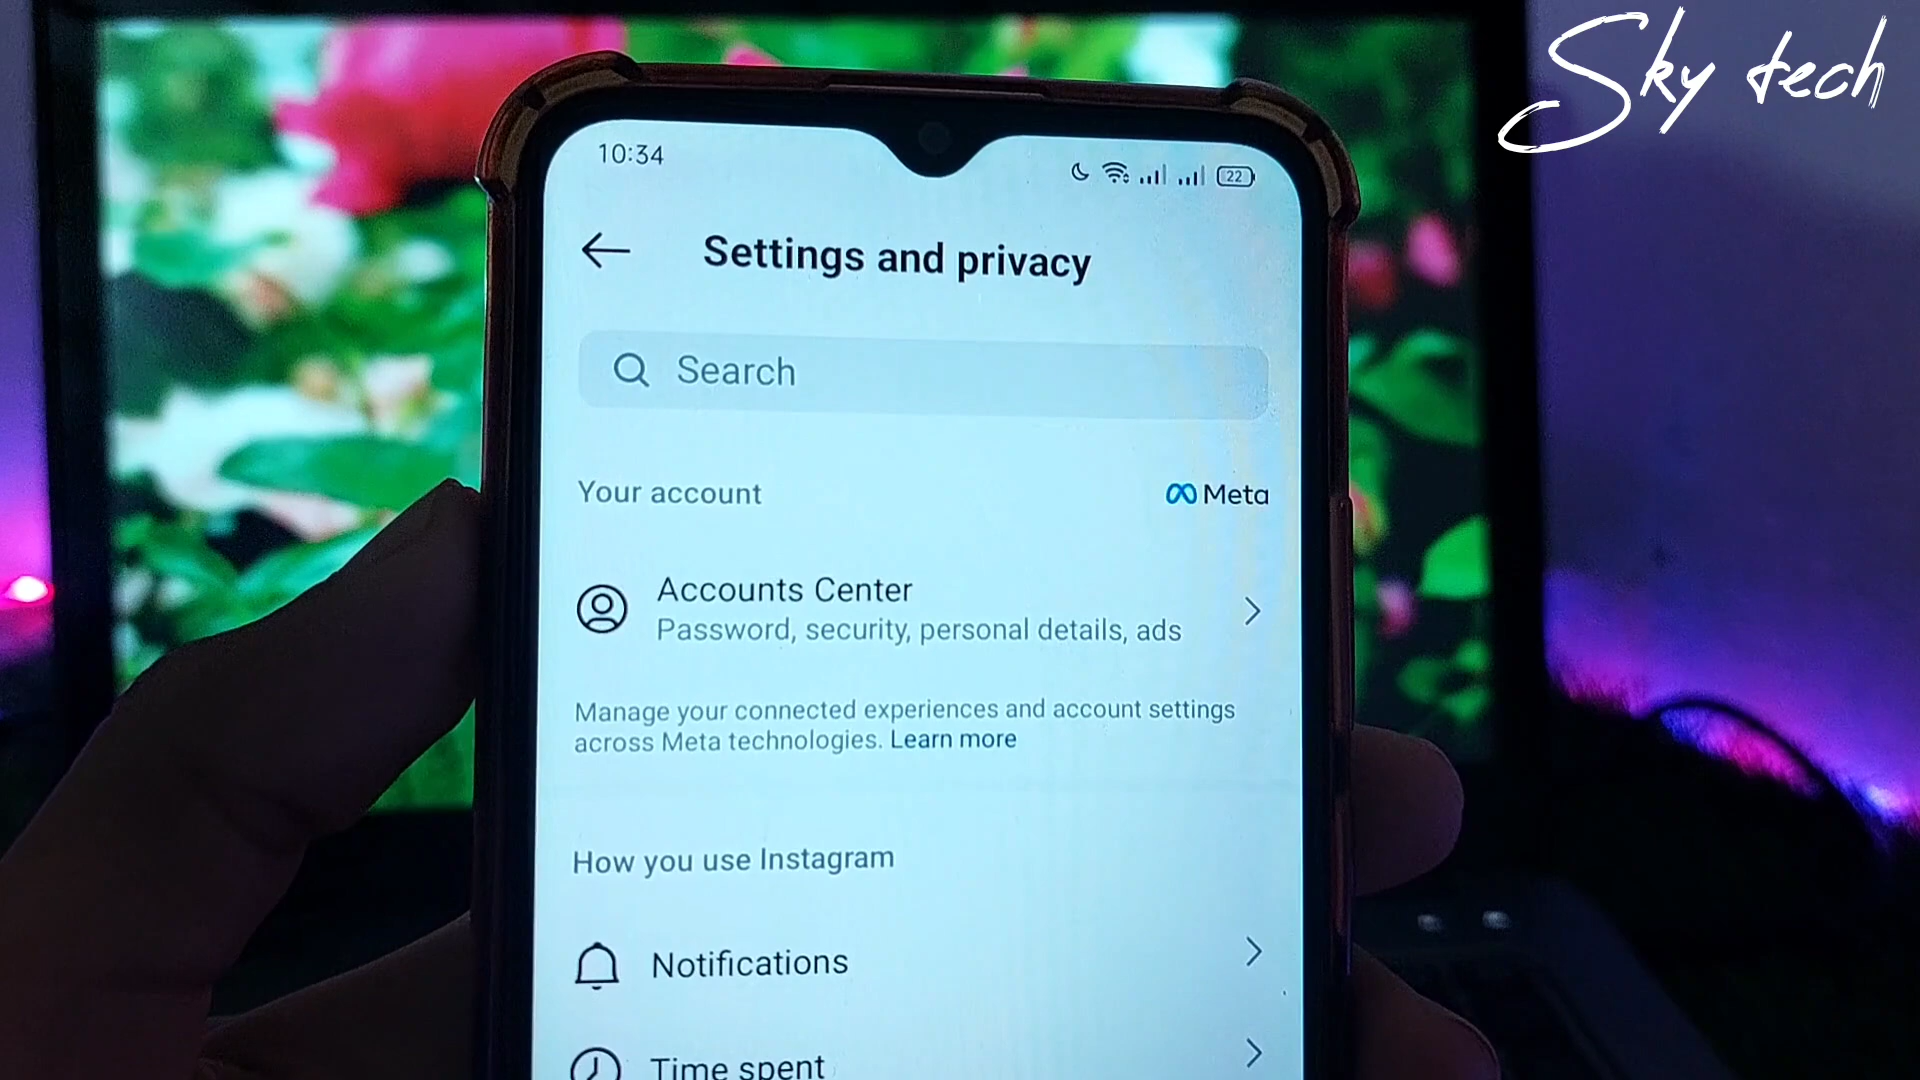 Sky tech
10:34
22
Settings and privacy
Search
Your account
Meta
Accounts Center
Password, security, personal details, ads
Manage your connected experiences and account settings
across Meta technologies. Learn more
How you use Instagram
Notifications
Time spent